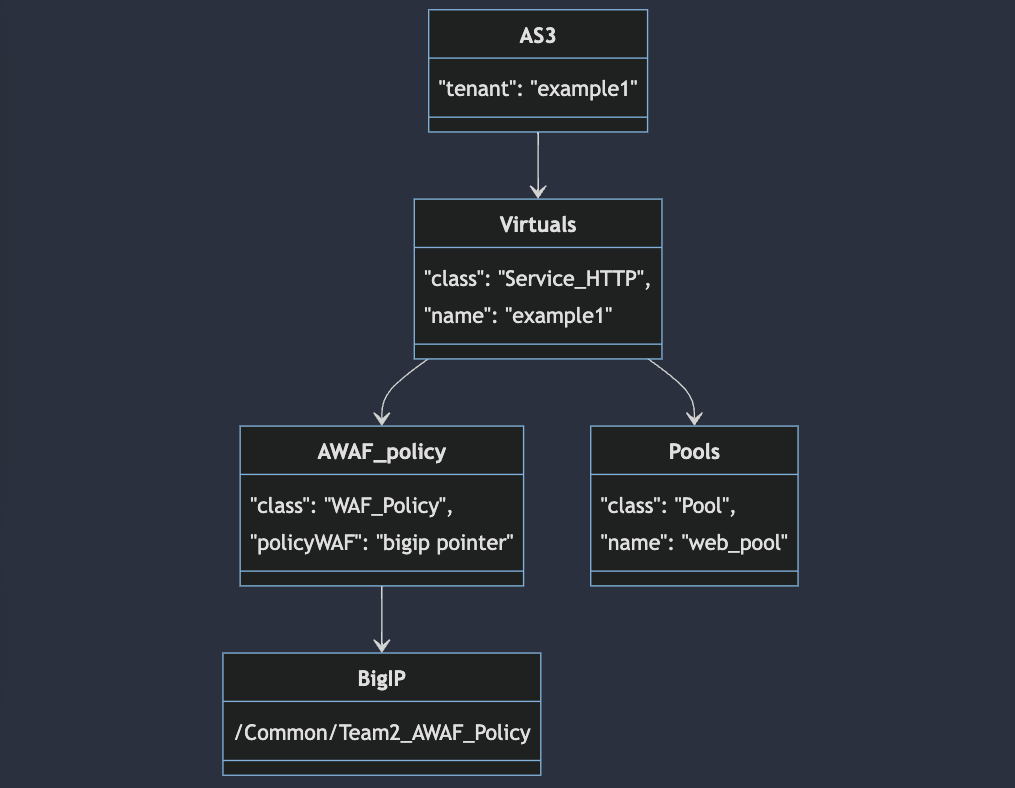 AS3
"tenant": "example1"
Virtuals
"class": "Service_HTTP",
"name": "example1"
AWAF_policy
"class": "WAF_Policy",
"policyWAF": "bigip pointer"
Pools
"class": "Pool",
"name": "web_pool"
BigIP
/Common/Team2_AWAF_Policy